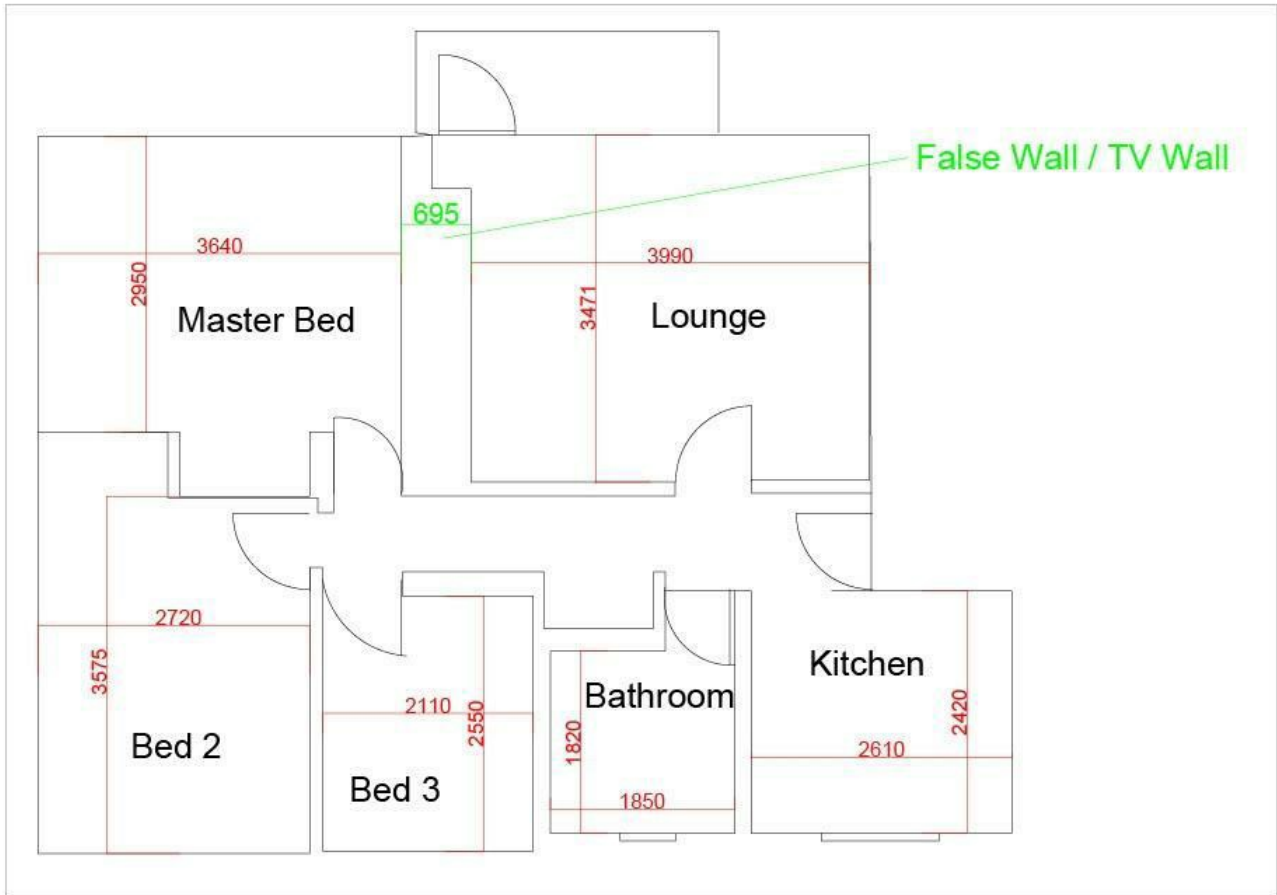 False Wall / TV Wall
695
3640
3990
2950
3471
Master Bed
Lounge
2720
3575
Kitchen
Bathroom
2110
2550
2420
1820
Bed 2
2610
Bed 3
1850